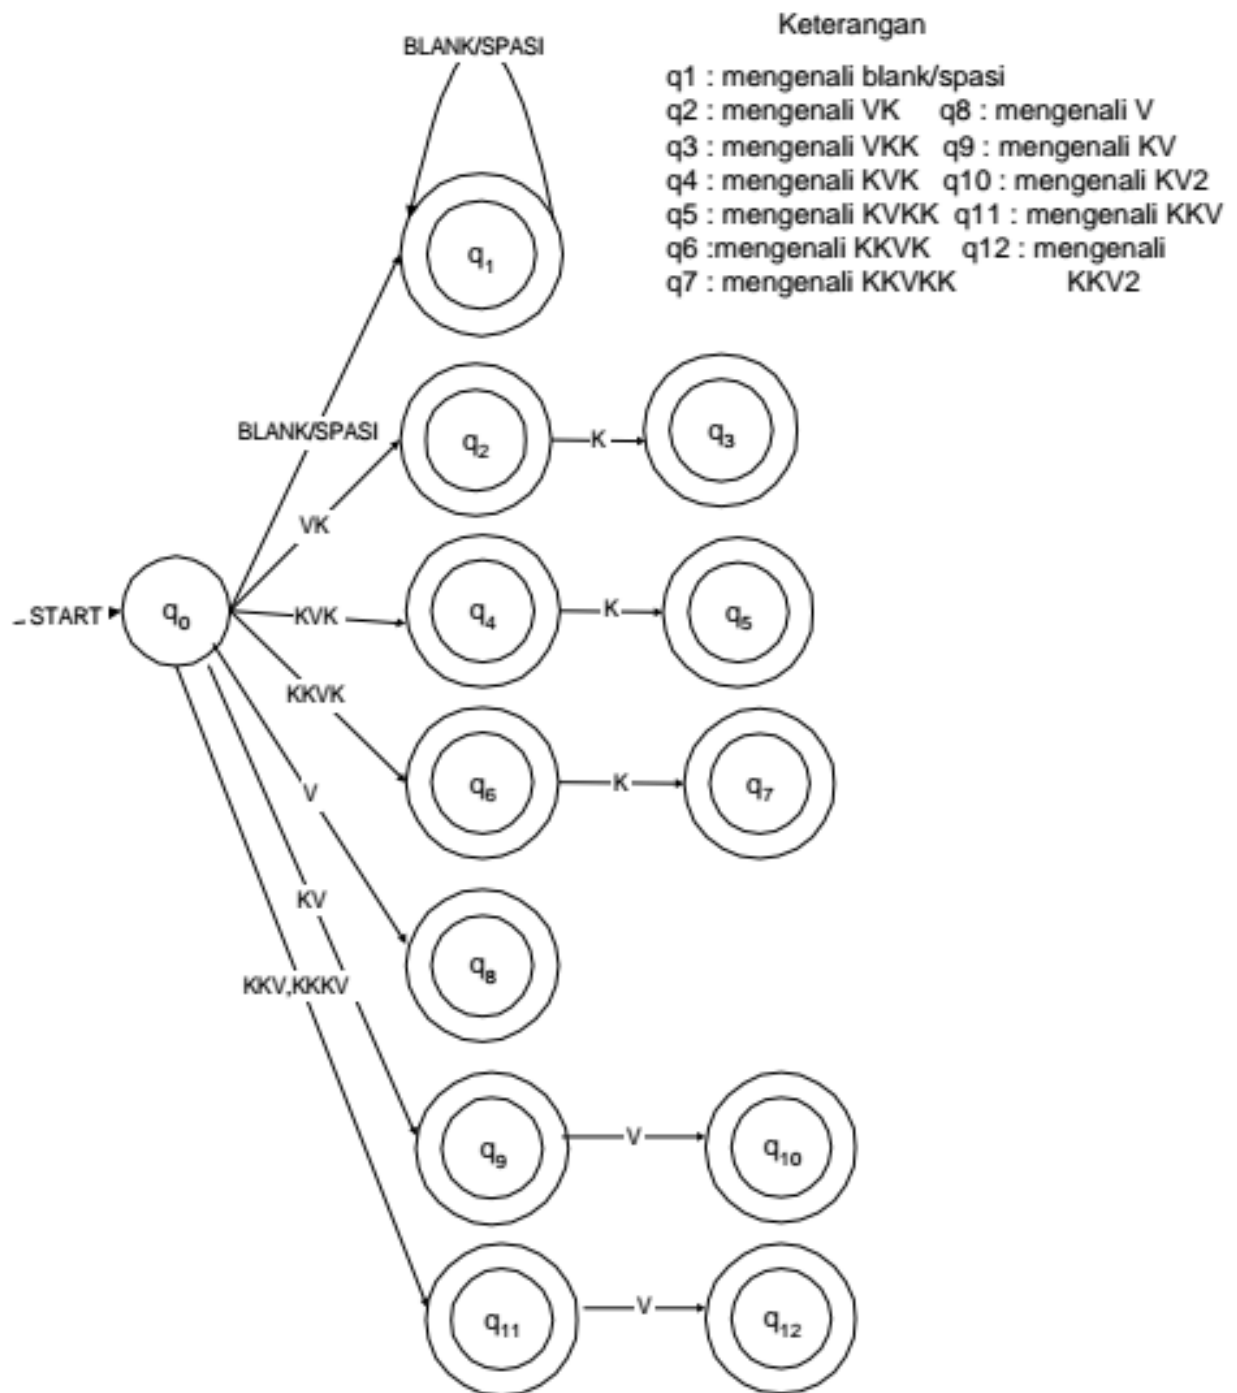 Keterangan
BLANK/SPASI
q1 : mengenali blank/spasi
q2 : mengenali VK q8 : mengenali V
q3 : mengenali VKK q9 : mengenali KV
q4 : mengenali KVK q10 : mengenali KV2
q5 : mengenali KVKK q11 : mengenali KKV
q6 :mengenali KKVK q12 : mengenali
q7 : mengenali KKVKK KKV2
q1
BLANK/SPASI
q2
K
q3
VK
START
q0
KVK
q4
K
q5
KKVK
q6
K
q7
V
q8
KV
KKV,KKKV
q9
V
q10
q11
V
q12